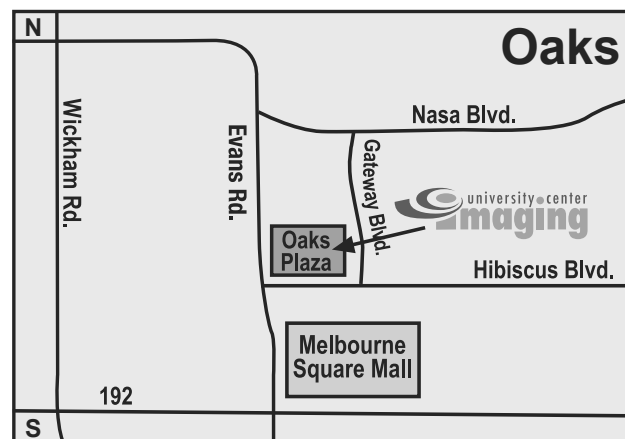 N
Oaks
Nasa Blvd.
Wickham Rd.
Evans Rd.
Gateway Blvd.
university center
imaging
Oaks
Plaza
Hibiscus Blvd.
Melbourne
Square Mall
192
S